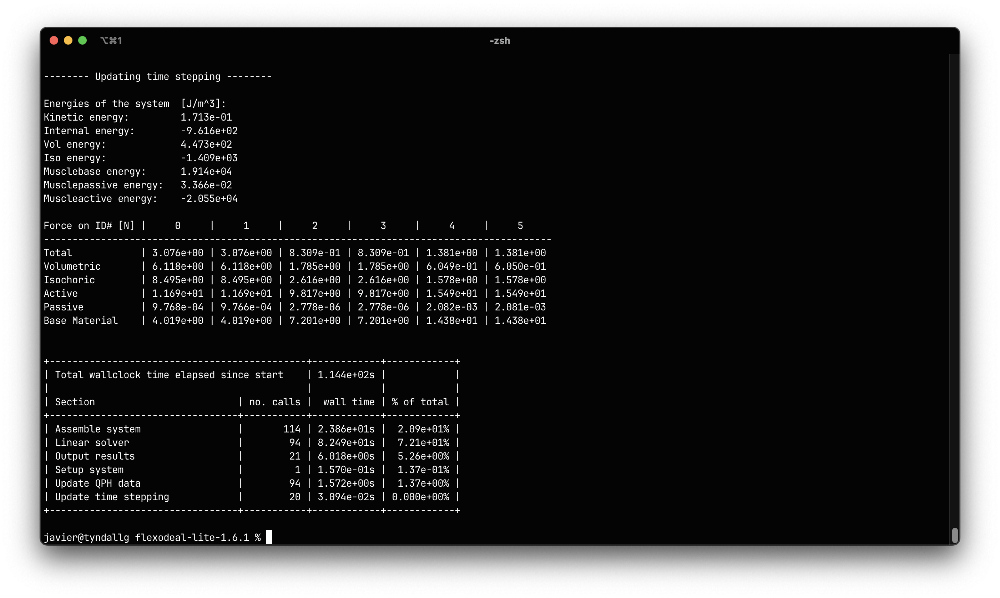 ⌥⌘1
-zsh
-------- Updating time stepping --------
Energies of the system  [J/m^3]:
Kinetic energy:         1.713e-01
Internal energy:        -9.616e+02
Vol energy:             4.473e+02
Iso energy:             -1.409e+03
Musclebase energy:      1.914e+04
Musclepassive energy:   3.366e-02
Muscleactive energy:    -2.055e+04
Force on ID# [N] |     0     |     1     |     2     |     3     |     4     |     5
-----------------------------------------------------------------------------------------
Total            | 3.076e+00 | 3.076e+00 | 8.309e-01 | 8.309e-01 | 1.381e+00 | 1.381e+00
Volumetric       | 6.118e+00 | 6.118e+00 | 1.785e+00 | 1.785e+00 | 6.049e-01 | 6.050e-01
Isochoric        | 8.495e+00 | 8.495e+00 | 2.616e+00 | 2.616e+00 | 1.578e+00 | 1.578e+00
Active           | 1.169e+01 | 1.169e+01 | 9.817e+00 | 9.817e+00 | 1.549e+01 | 1.549e+01
Passive          | 9.768e-04 | 9.766e-04 | 2.778e-06 | 2.778e-06 | 2.082e-03 | 2.081e-03
Base Material    | 4.019e+00 | 4.019e+00 | 7.201e+00 | 7.201e+00 | 1.438e+01 | 1.438e+01
+---------------------------------------------+------------+------------+
| Total wallclock time elapsed since start    | 1.144e+02s |            |
|                                             |            |            |
| Section                         | no. calls |  wall time | % of total |
+---------------------------------+-----------+------------+------------+
| Assemble system                 |       114 | 2.386e+01s |  2.09e+01% |
| Linear solver                   |        94 | 8.249e+01s |  7.21e+01% |
| Output results                  |        21 | 6.018e+00s |  5.26e+00% |
| Setup system                    |         1 | 1.570e-01s |  1.37e-01% |
| Update QPH data                 |        94 | 1.572e+00s |  1.37e+00% |
| Update time stepping            |        20 | 3.094e-02s | 0.000e+00% |
+---------------------------------+-----------+------------+------------+
javier@tyndallg flexodeal-lite-1.6.1 %